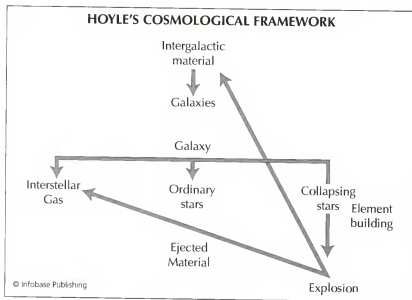 HOYLE'S COSMOLOGICAL FRAMEWORK
Intergalactic
material
Galaxies
Galaxy
Interstellar
Gas
Ordinary
stars
Collapsing
stars
Element
building
Ejected
Material
Explosion
© Infobase Publishing